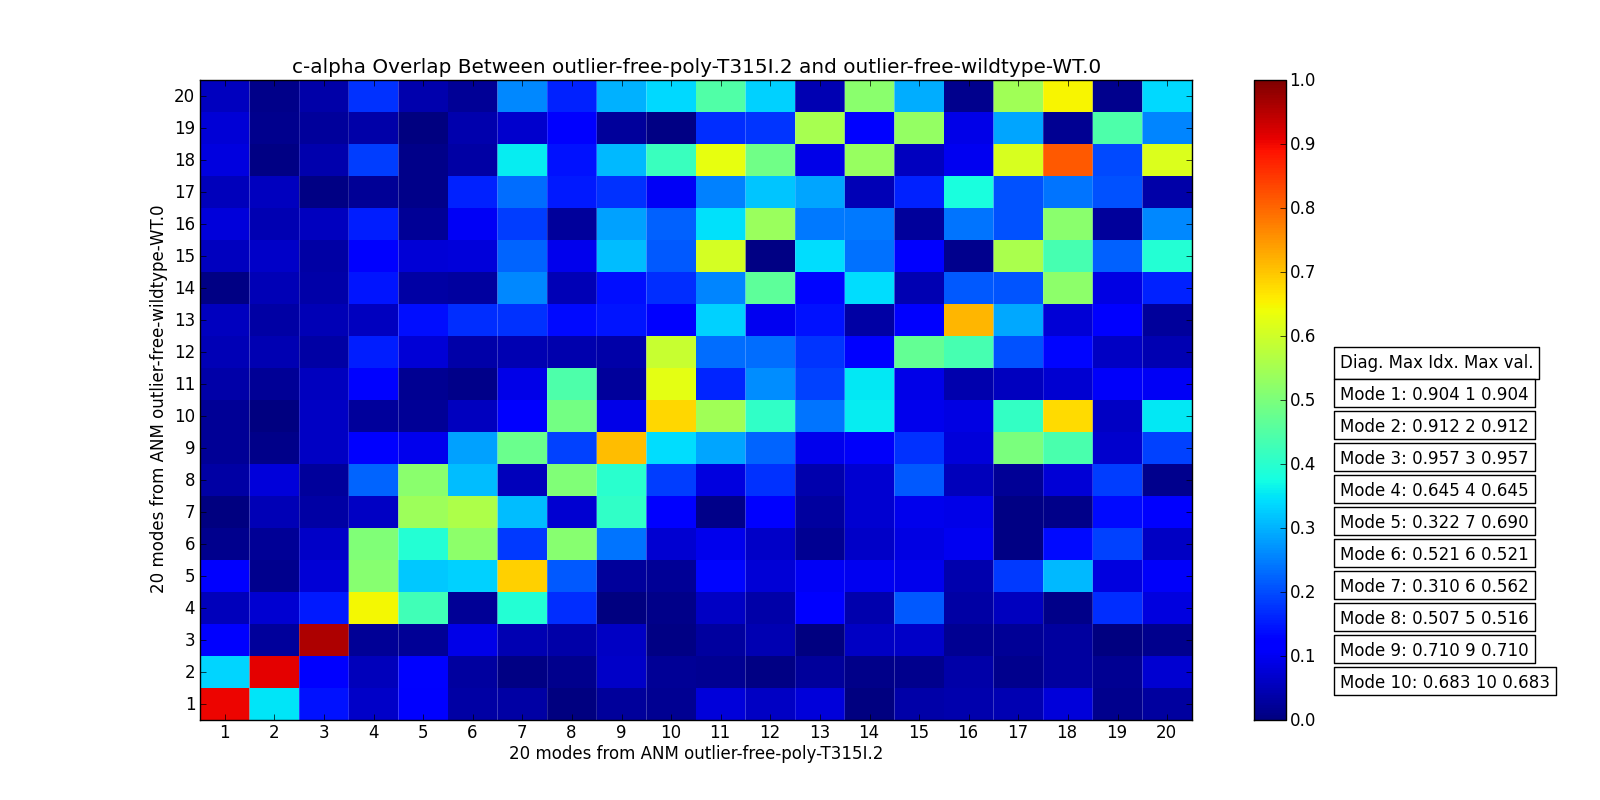 c-alpha Overlap Between outlier-free-poly-T315I.2 and outlier-free-wildtype-WT.0
20 modes from ANM outlier-free-wildtype-WT.0
20
19
18
17
16
15
14
13
12
11
10
9
8
7
6
5
4
3
2
1
1 2 3 4 5 6 7 8 9 10 11 12 13 14 15 16 17 18 19 20
20 modes from ANM outlier-free-poly-T315I.2
1.0
0.9
0.8
0.7
0.6
0.5
0.4
0.3
0.2
0.1
0.0
Diag. Max Idx. Max val.
Mode 1: 0.904 1 0.904
Mode 2: 0.912 2 0.912
Mode 3: 0.957 3 0.957
Mode 4: 0.645 4 0.645
Mode 5: 0.322 7 0.690
Mode 6: 0.521 6 0.521
Mode 7: 0.310 6 0.562
Mode 8: 0.507 5 0.516
Mode 9: 0.710 9 0.710
Mode 10: 0.683 10 0.683